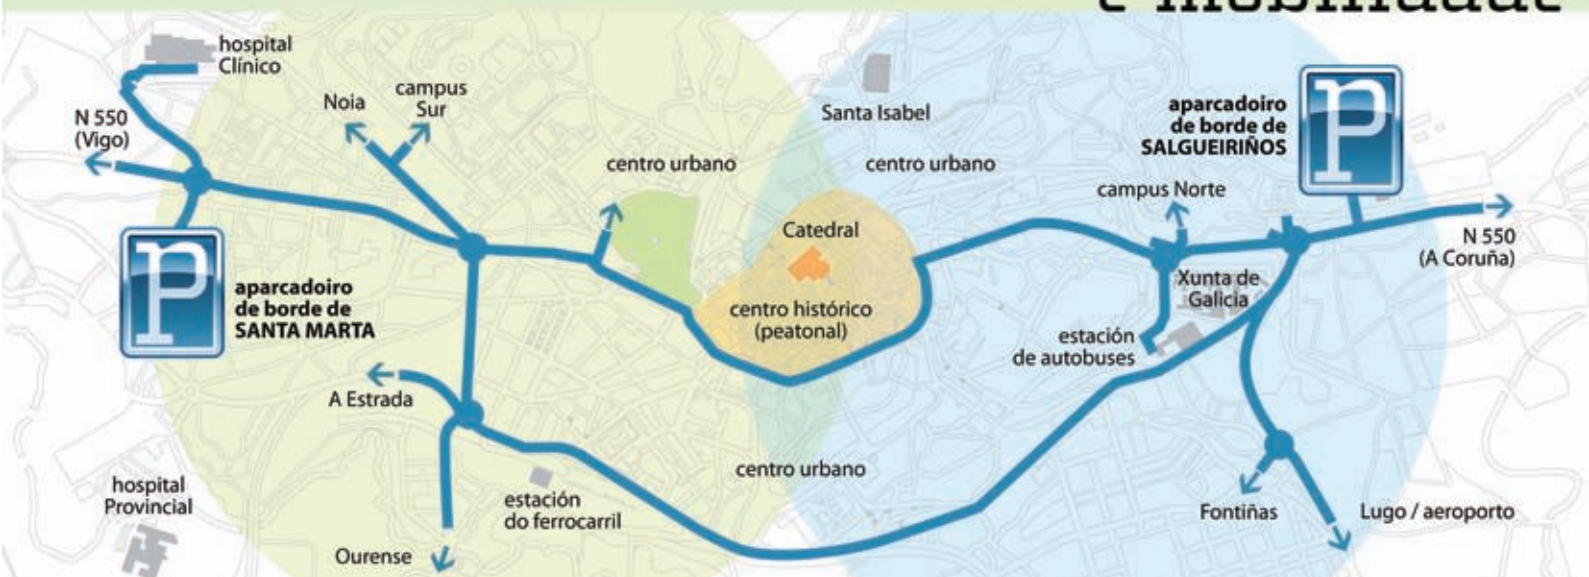 e mobilidade
hospital
Clínico
Noia
campus
Sur
N 550
(Vigo)
Santa Isabel
aparcadoiro
de borde de
SALGUEIRIÑOS
P
centro urbano
centro urbano
campus Norte
Catedral
N 550
(A Coruña)
P
aparcadoiro
de borde de
SANTA MARTA
Xunta de
Galicia
centro histórico
(peatonal)
estación
de autobuses
A Estrada
centro urbano
hospital
Provincial
estación
do ferrocarril
Fontiñas
Lugo / aeroporto
Ourense